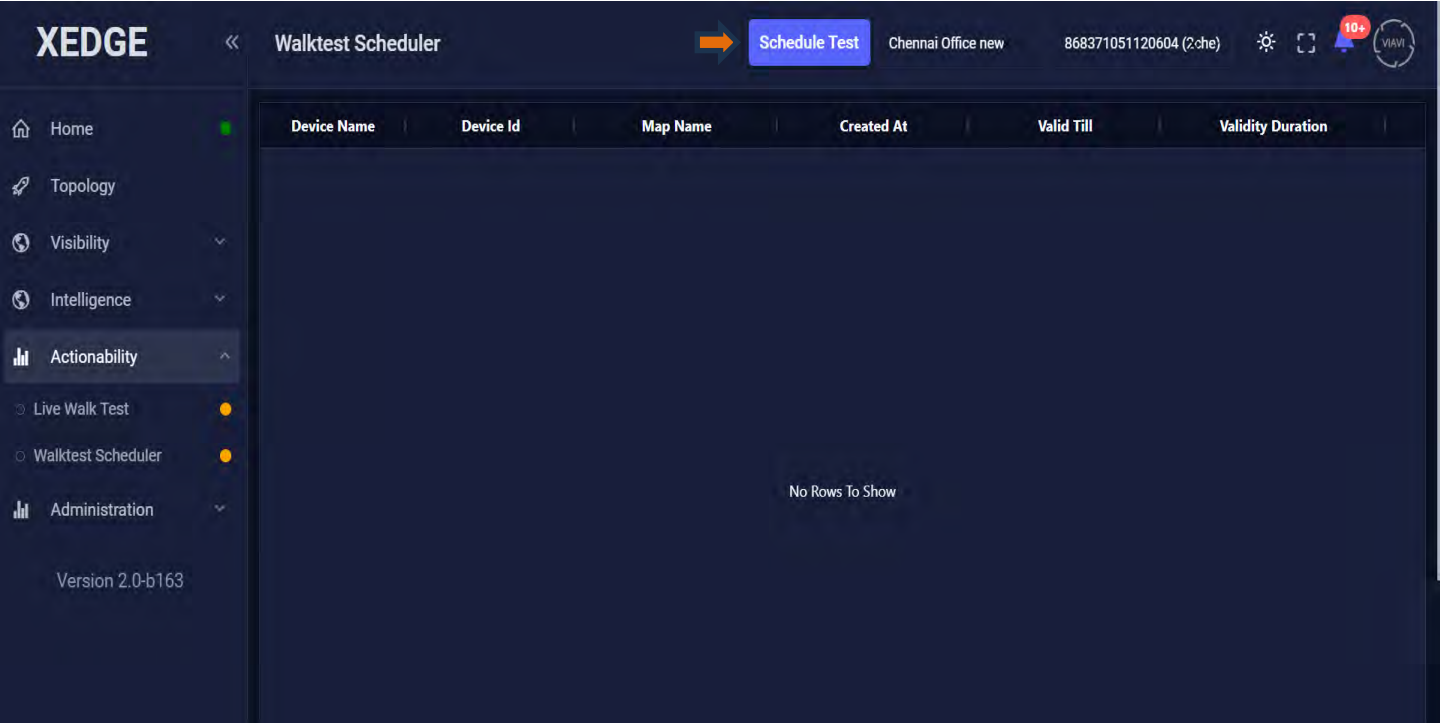 XEDGE
«
Walktest Scheduler
Schedule Test
Chennai Office new
868371051120604 (2che)
10+
VIAVI
Home
Topology
Visibility
Intelligence
Actionability
Live Walk Test
Walktest Scheduler
Administration
Version 2.0-b163
Device Name
Device Id
Map Name
Created At
Valid Till
Validity Duration
No Rows To Show